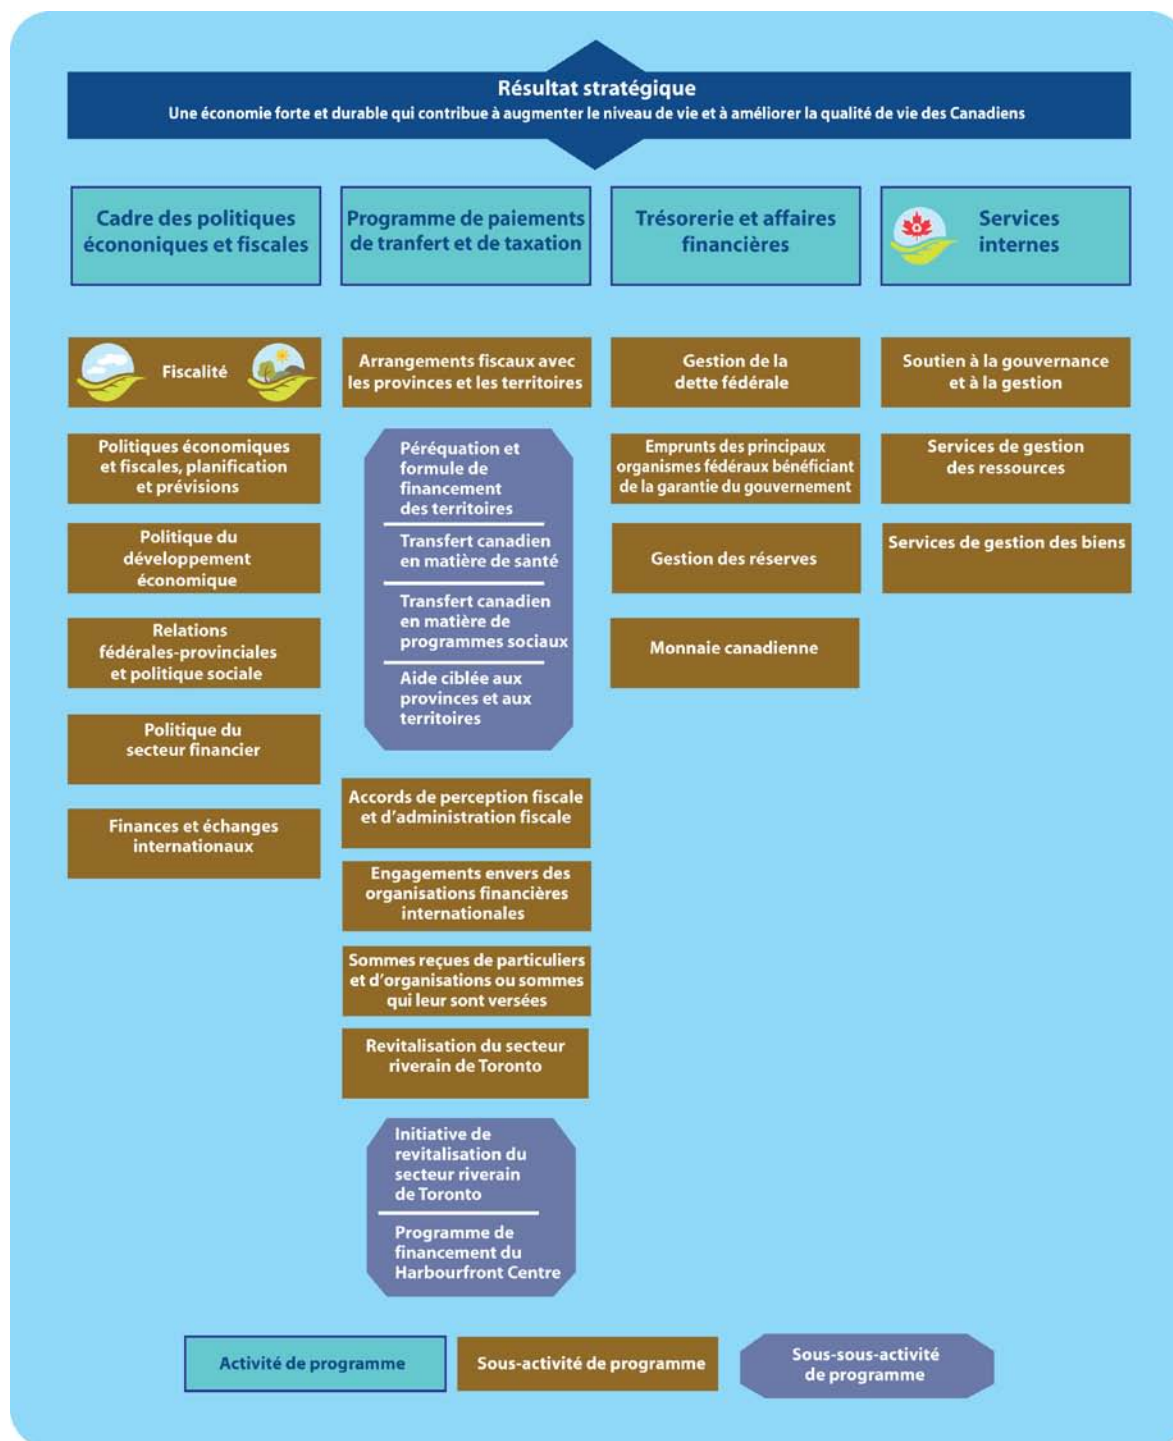 Résultat stratégique
Une économie forte et durable qui contribue à augmenter le niveau de vie et à améliorer la qualité de vie des Canadiens
Cadre des politiques
écononiques et fiscales
Programme de paiements
de tranfert et de taxation
Trésorerie et affaires
financières
Services
internes
Fiscalité
Politiques économiques
et fiscales, planification
et prévisions
Politique du
développement
économique
Relations
fédérales-provinciales
et politique sociale
Politique du
secteur financier
Finances et échanges
internationaux
Arrangements fiscaux avec
les provinces et les territoires
Péréquation et
formule de
financement
des territoires
Transfert canadien
en matière de santé
Transfert canadien
en matière de
programmes sociaux
Aide ciblée aux
provinces et aux
territoires
Accords de perception fiscale
et d'administration fiscale
Engagements envers des
organisations financières
internationales
Sommes reçues de particuliers
et d'organisations ou sommes
qui leur sont versées
Revitalisation du secteur
riverain de Toronto
Initiative de
revitalisation du
secteur riverain
de Toronto
Programme de
financement du
Harbourfront Centre
Gestion de la
dette fédérale
Emprunts des principaux
organismes fédéraux bénéficiant
de la garantie du gouvernement
Gestion des réserves
Monnaie canadienne
Soutien à la gouvernance
et à la gestion
Services de gestion
des ressources
Services de gestion des biens
Activité de programme
Sous-activité de programme
Sous-sous-activité
de programme